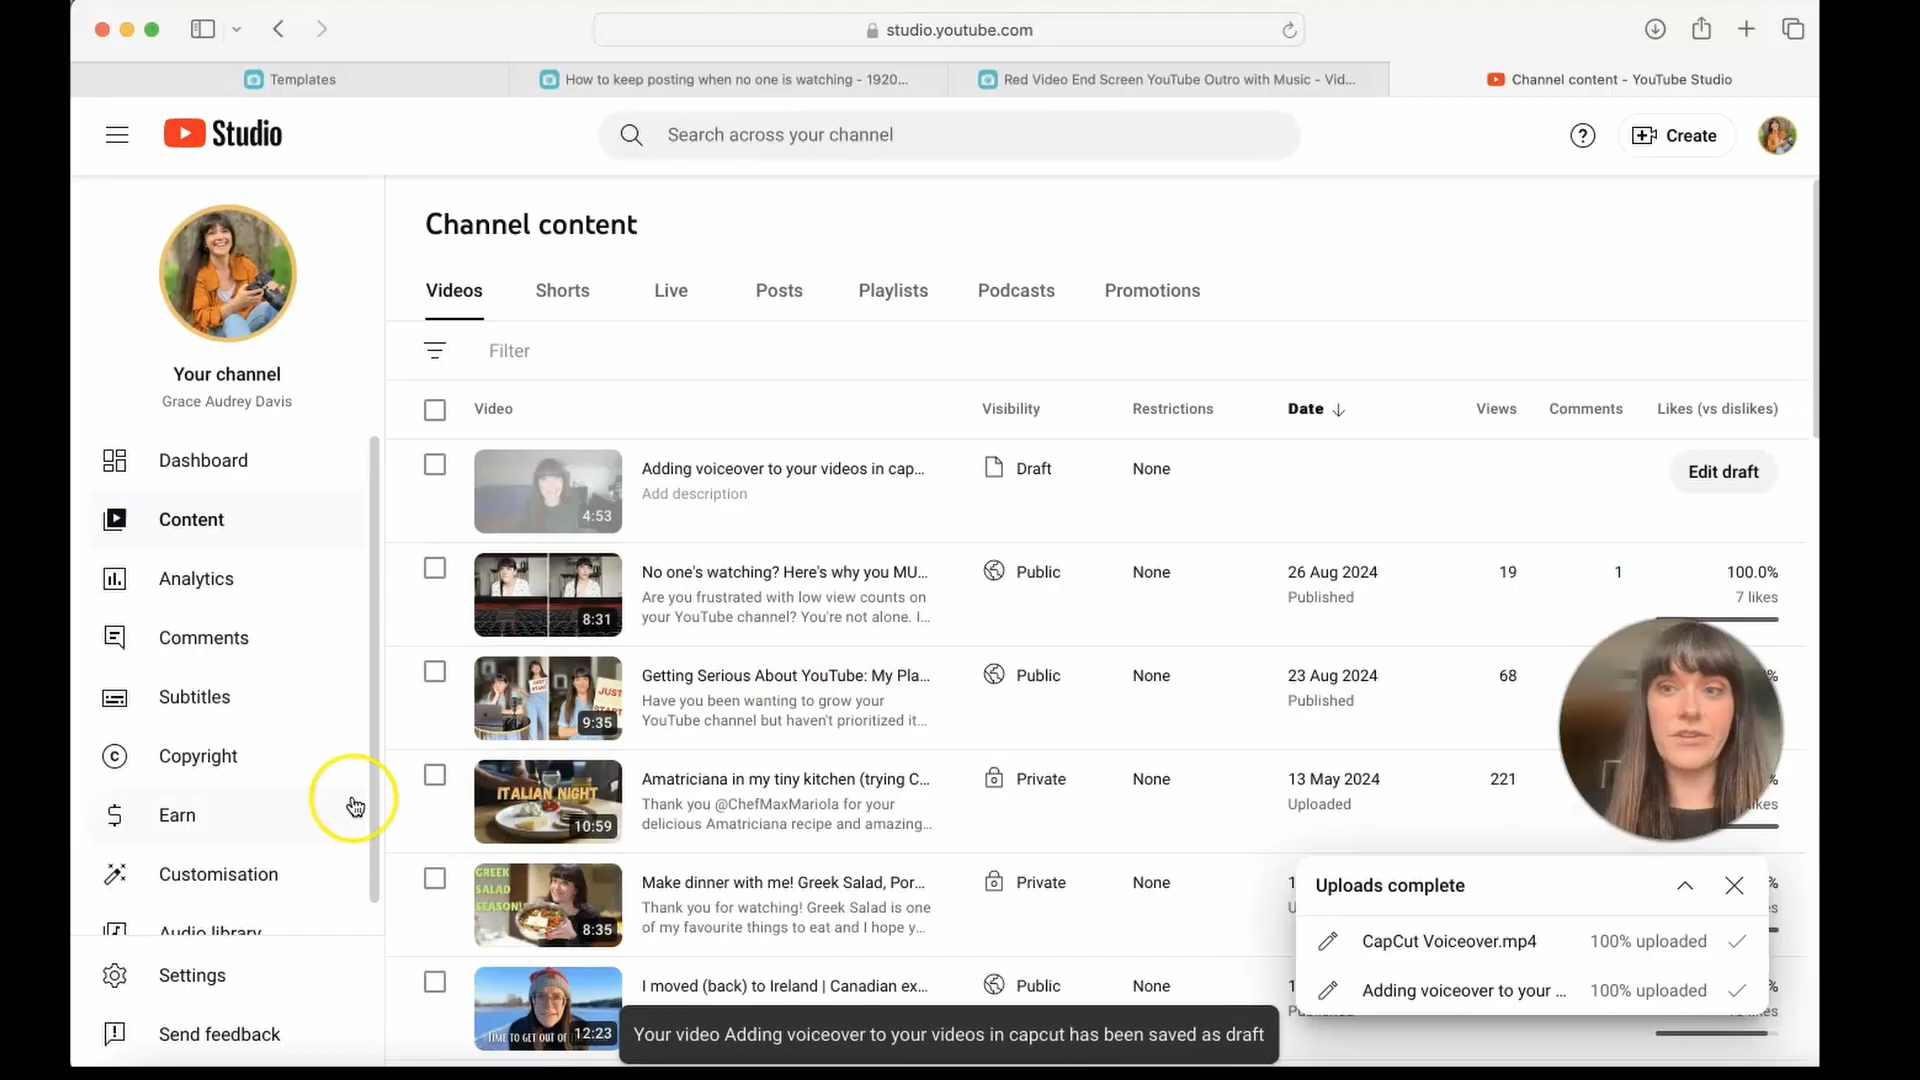 studio.youtube.com
Templates
How to keep posting when no one is watching - 1920...
Red Video End Screen YouTube Outro with Music - Vid...
Channel content - YouTube Studio
Studio
Search across your channel
Create
Your channel
Grace Audrey Davis
Dashboard
Content
Analytics
Comments
Subtitles
Copyright
Earn
Customisation
Audio library
Settings
Send feedback
Channel content
Videos Shorts Live Posts Playlists Podcasts Promotions
Filter
Video Visibility Restrictions Date Views Comments Likes (vs dislikes)
4:53
Adding voiceover to your videos in cap... Draft None Edit draft
Add description
8:31
No one's watching? Here's why you MU... Public None 26 Aug 2024 19 1 100.0%
Are you frustrated with low view counts on Published 7 likes
your YouTube channel? You're not alone. I...
JUST START
9:35
Getting Serious About YouTube: My Pla... Public None 23 Aug 2024 68
Have you been wanting to grow your Published
YouTube channel but haven't prioritized it...
ITALIAN NIGHT
10:59
Amatriciana in my tiny kitchen (trying C... Private None 13 May 2024 221
Thank you @ChefMaxMariola for your Uploaded
delicious Amatriciana recipe and amazing...
GREEK
SALAD
SEASON!
8:35
Make dinner with me! Greek Salad, Por... Private None
Thank you for watching! Greek Salad is one
of my favourite things to eat and I hope y...
TIME TO GET OUT OF
12:23
I moved (back) to Ireland | Canadian ex... Public None
Uploads complete
CapCut Voiceover.mp4 100% uploaded
Adding voiceover to your ... 100% uploaded
Your video Adding voiceover to your videos in capcut has been saved as draft